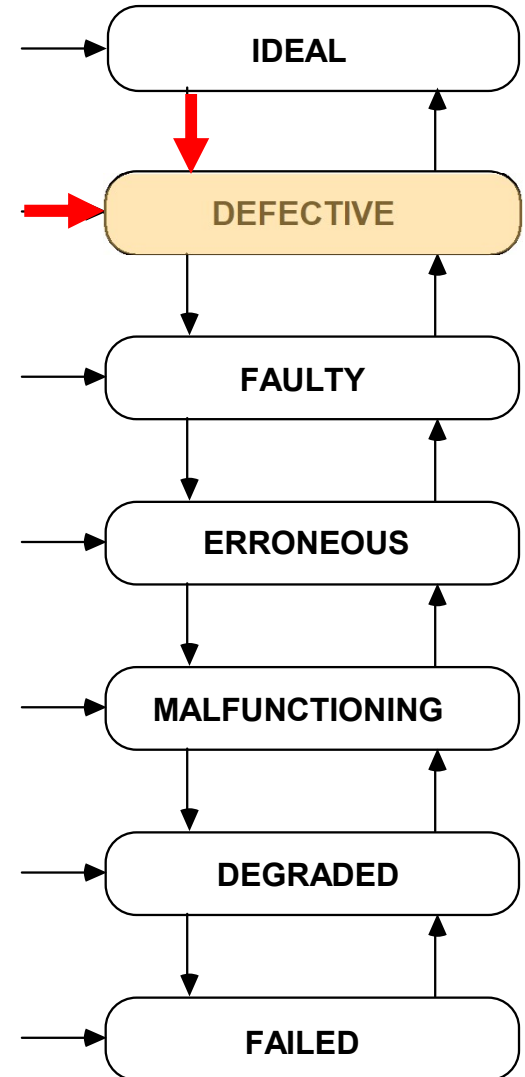 IDEAL
DEFECTIVE
FAULTY
ERRONEOUS
MALFUNCTIONING
DEGRADED
FAILED